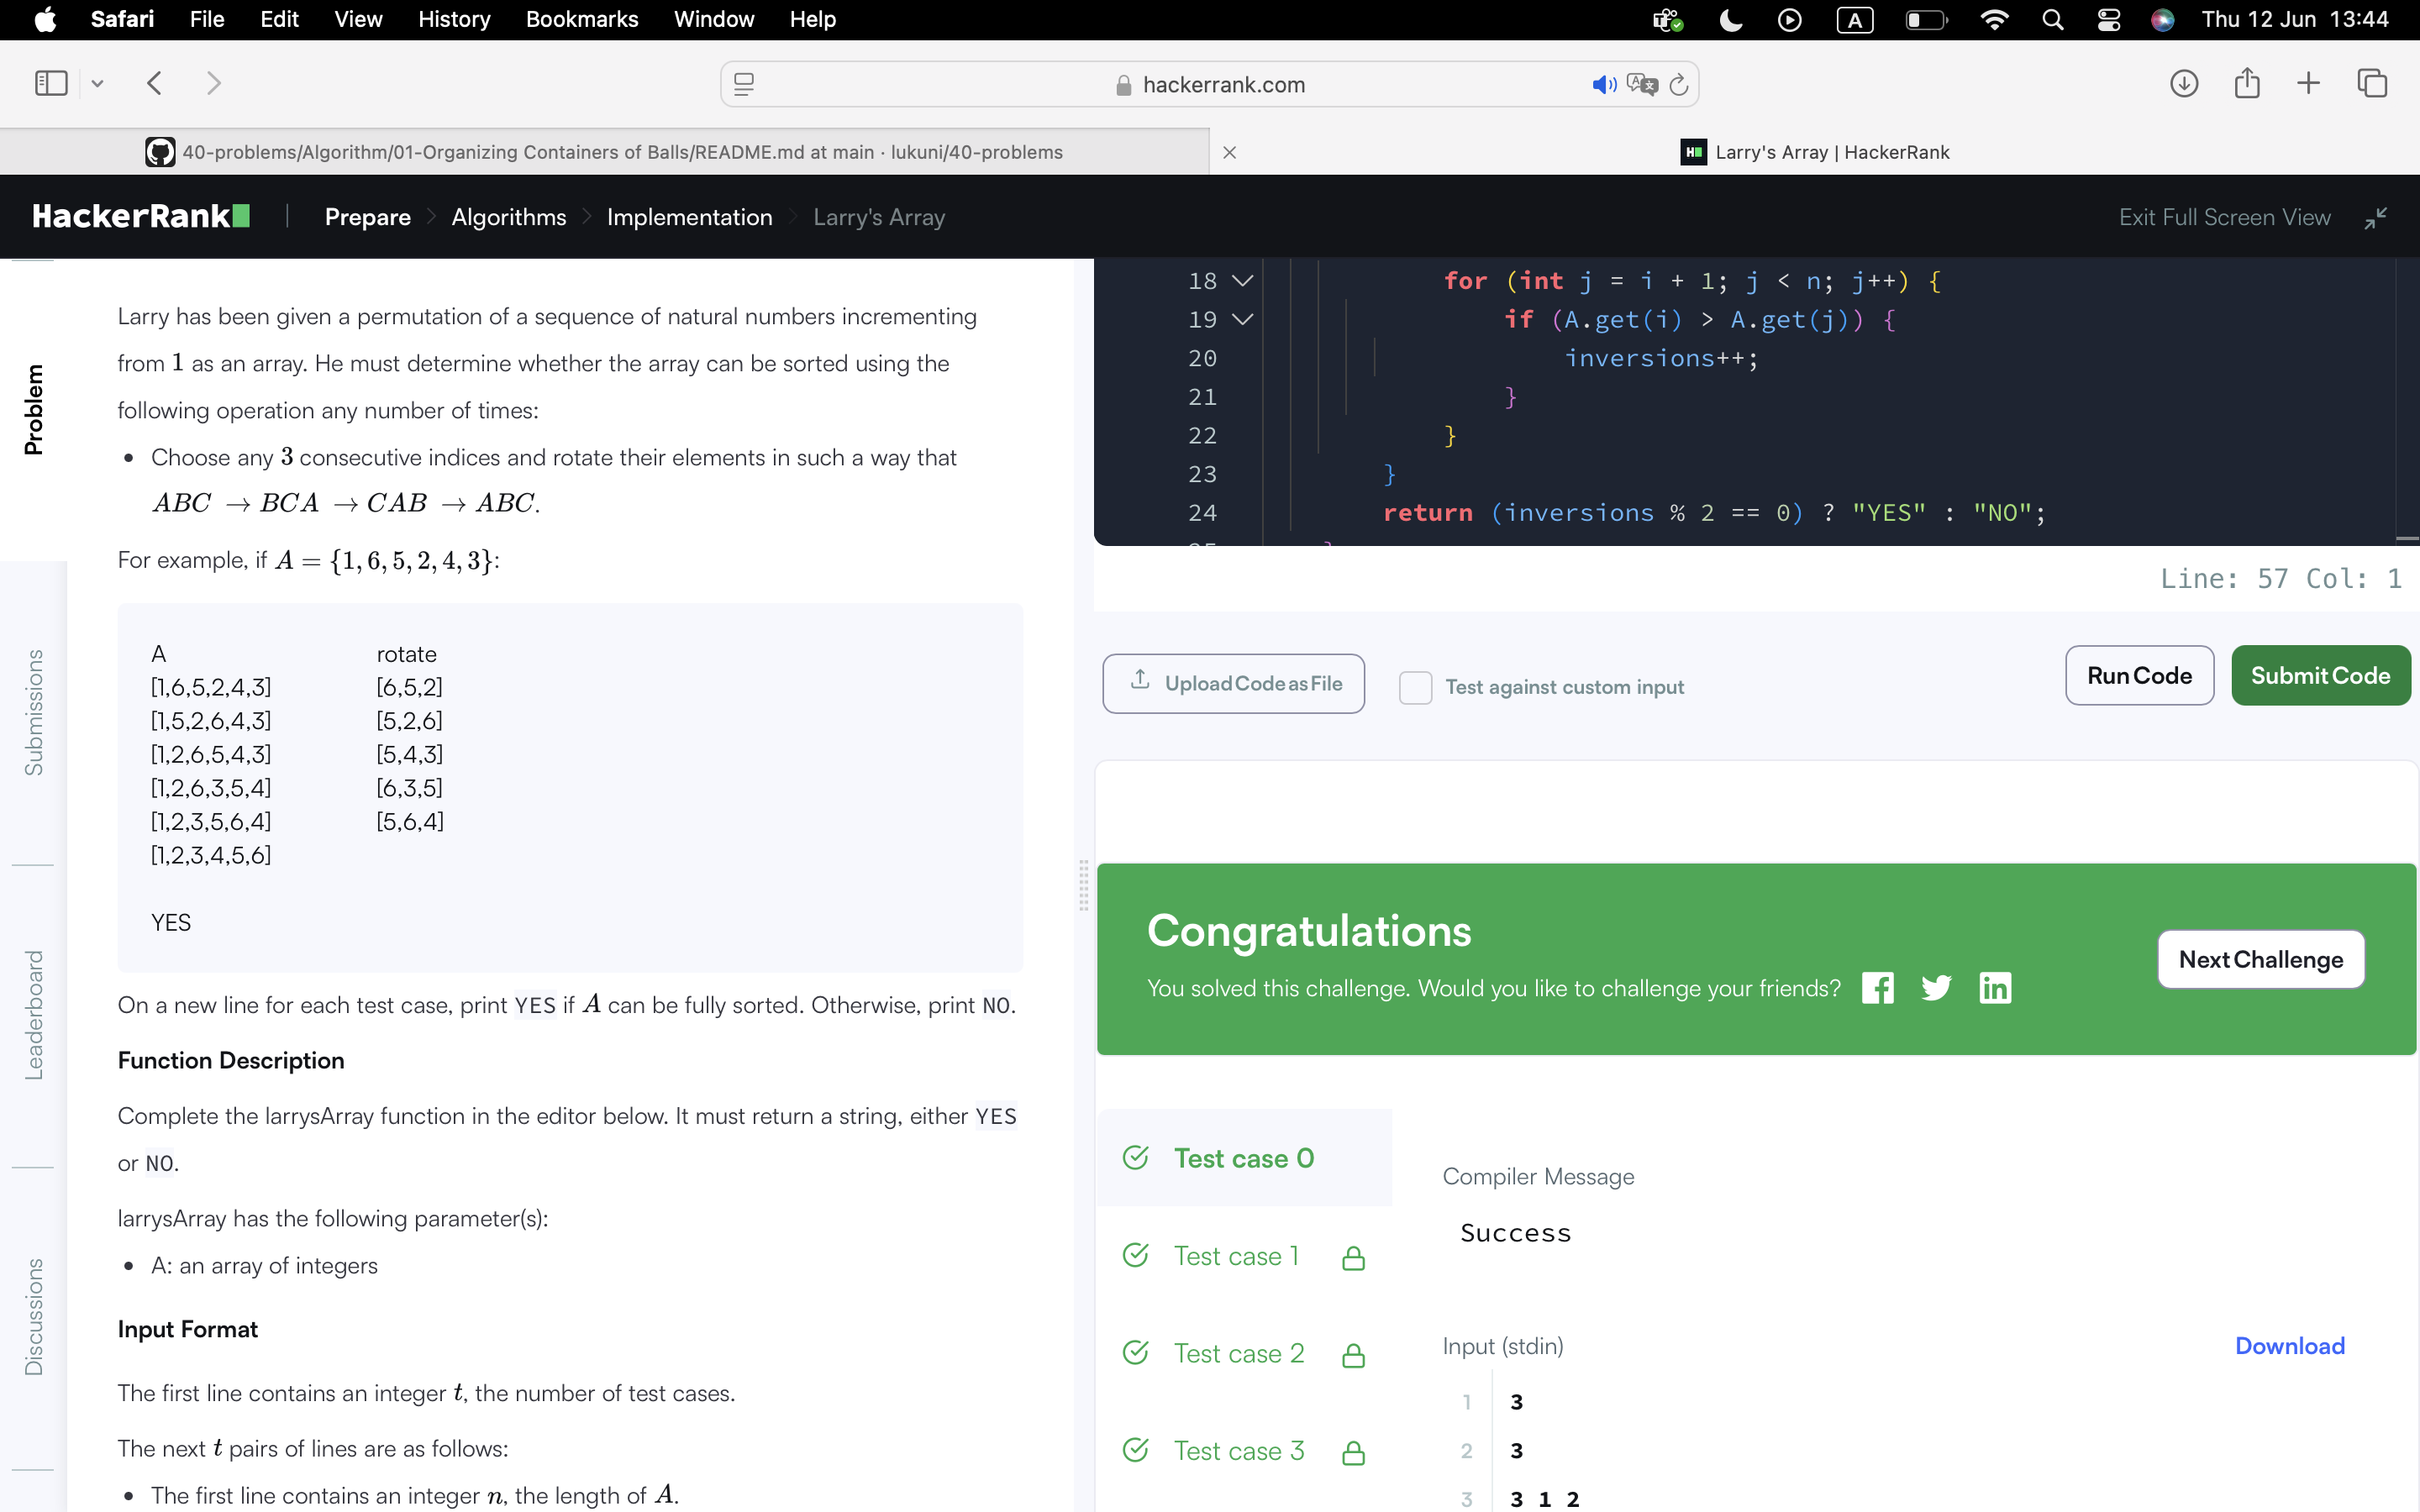 Safari File Edit View History Bookmarks Window Help
A
Thu 12 Jun 13:44
hackerrank.com
40-problems/Algorithm/01-Organizing Containers of Balls/README.md at main · lukuni/40-problems
Larry's Array | HackerRank
HackerRank
Prepare Algorithms Implementation Larry's Array
Exit Full Screen View
Problem
Submissions
Leaderboard
Discussions
Larry has been given a permutation of a sequence of natural numbers incrementing
from 1 as an array. He must determine whether the array can be sorted using the
following operation any number of times:
• Choose any 3 consecutive indices and rotate their elements in such a way that
ABC → BCA → CAB → ABC.
For example, if A = {1, 6, 5, 2, 4, 3}:
A rotate
[1,6,5,2,4,3] [6,5,2]
[1,5,2,6,4,3] [5,2,6]
[1,2,6,5,4,3] [5,4,3]
[1,2,6,3,5,4] [6,3,5]
[1,2,3,5,6,4] [5,6,4]
[1,2,3,4,5,6]
YES
On a new line for each test case, print YES if A can be fully sorted. Otherwise, print NO.
Function Description
Complete the larrysArray function in the editor below. It must return a string, either YES
or NO.
larrysArray has the following parameter(s):
• A: an array of integers
Input Format
The first line contains an integer t, the number of test cases.
The next t pairs of lines are as follows:
• The first line contains an integer n, the length of A.
18 for (int j = i + 1; j < n; j++) {
19 if (A.get(i) > A.get(j)) {
20 inversions++;
21 }
22 }
23 }
24 return (inversions % 2 == 0) ? "YES" : "NO";
Line: 57 Col: 1
Upload Code as File
Test against custom input
Run Code
Submit Code
Congratulations
You solved this challenge. Would you like to challenge your friends?
Next Challenge
Test case 0
Test case 1
Test case 2
Test case 3
Compiler Message
Success
Input (stdin)
Download
1 3
2 3
3 3 1 2